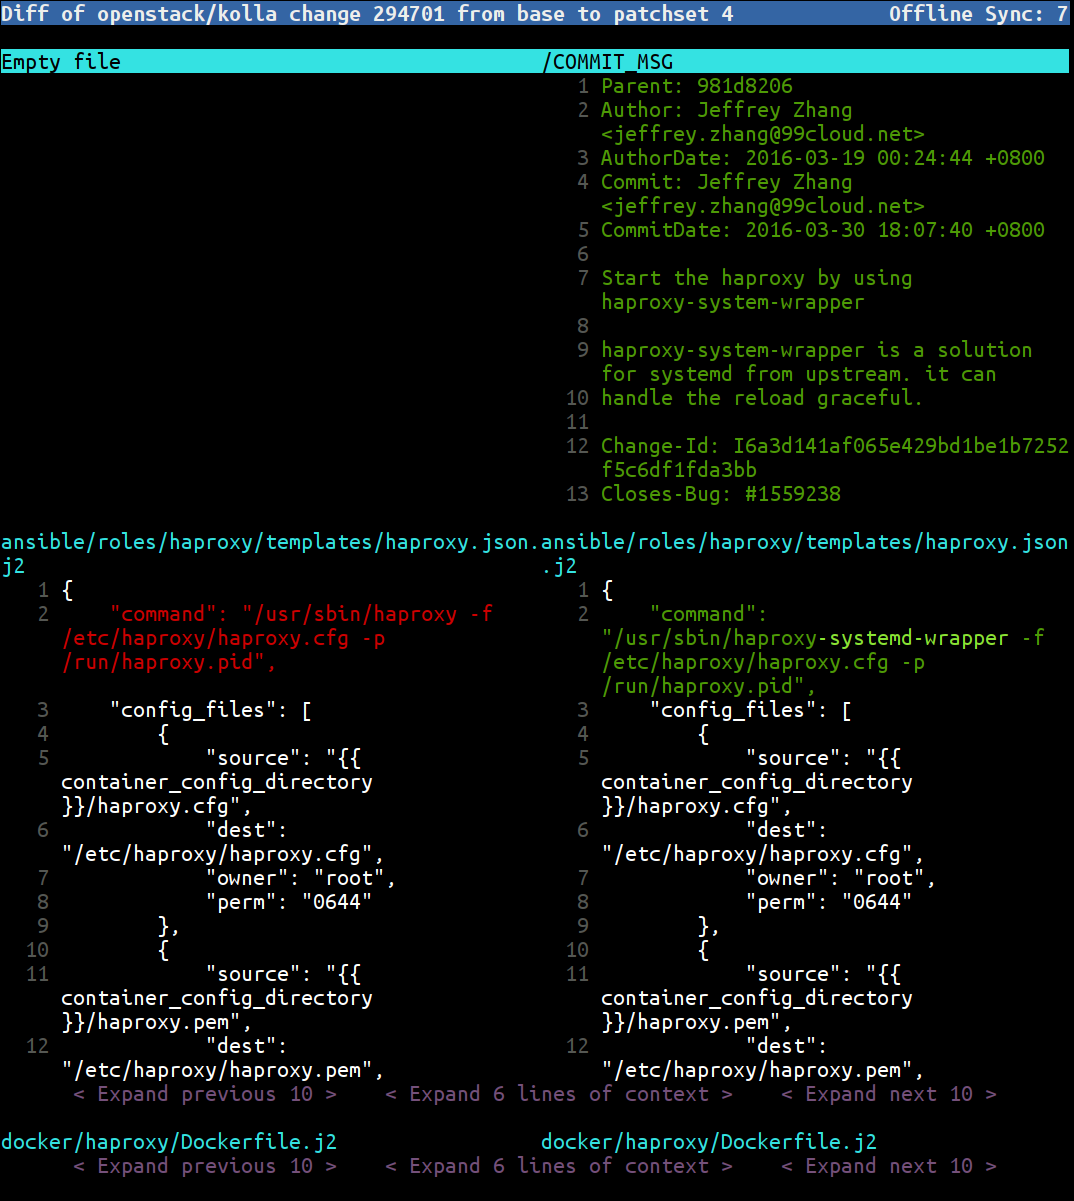 Diff of openstack/kolla change 294701 from base to patchset 4 Offline Sync: 7
Empty file /COMMIT_MSG
1 Parent: 981d8206
2 Author: Jeffrey Zhang
<jeffrey.zhang@99cloud.net>
3 AuthorDate: 2016-03-19 00:24:44 +0800
4 Commit: Jeffrey Zhang
<jeffrey.zhang@99cloud.net>
5 CommitDate: 2016-03-30 18:07:40 +0800
6
7 Start the haproxy by using
haproxy-system-wrapper
8
9 haproxy-system-wrapper is a solution
for systemd from upstream. it can
10 handle the reload graceful.
11
12 Change-Id: I6a3d141af065e429bd1be1b7252
f5c6df1fda3bb
13 Closes-Bug: #1559238
ansible/roles/haproxy/templates/haproxy.json.
j2
1 {
2 "command": "/usr/sbin/haproxy -f
/etc/haproxy/haproxy.cfg -p
/run/haproxy.pid",
3 "config_files": [
4 {
5 "source": "{{
container_config_directory
}}/haproxy.cfg",
6 "dest":
"/etc/haproxy/haproxy.cfg",
7 "owner": "root",
8 "perm": "0644"
9 },
10 {
11 "source": "{{
container_config_directory
}}/haproxy.pem",
12 "dest":
"/etc/haproxy/haproxy.pem",
ansible/roles/haproxy/templates/haproxy.json
.j2
1 {
2 "command":
"/usr/sbin/haproxy-systemd-wrapper -f
/etc/haproxy/haproxy.cfg -p
/run/haproxy.pid",
3 "config_files": [
4 {
5 "source": "{{
container_config_directory
}}/haproxy.cfg",
6 "dest":
"/etc/haproxy/haproxy.cfg",
7 "owner": "root",
8 "perm": "0644"
9 },
10 {
11 "source": "{{
container_config_directory
}}/haproxy.pem",
12 "dest":
"/etc/haproxy/haproxy.pem",
< Expand previous 10 > < Expand 6 lines of context > < Expand next 10 >
docker/haproxy/Dockerfile.j2 docker/haproxy/Dockerfile.j2
< Expand previous 10 > < Expand 6 lines of context > < Expand next 10 >